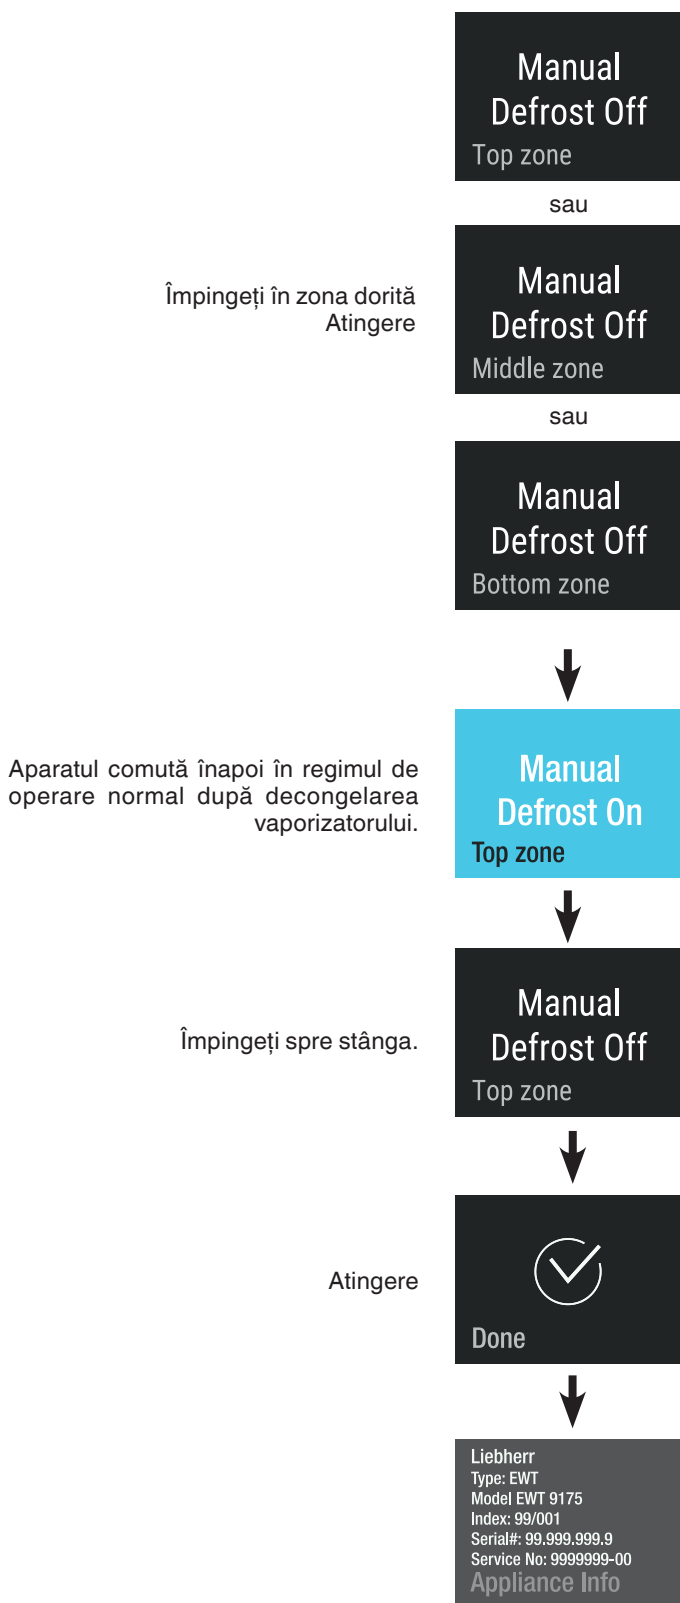 Manual
Defrost Off
Top zone
sau
Împingeți în zona dorită
Atingere
Manual
Defrost Off
Middle zone
sau
Manual
Defrost Off
Bottom zone
Aparatul comută înapoi în regimul de
operare normal după decongelarea
vaporizatorului.
Manual
Defrost On
Top zone
Împingeți spre stânga.
Manual
Defrost Off
Top zone
Atingere
Done
Liebherr
Type: EWT
Model EWT 9175
Index: 99/001
Serial#: 99.999.999.9
Service No: 9999999-00
Appliance Info